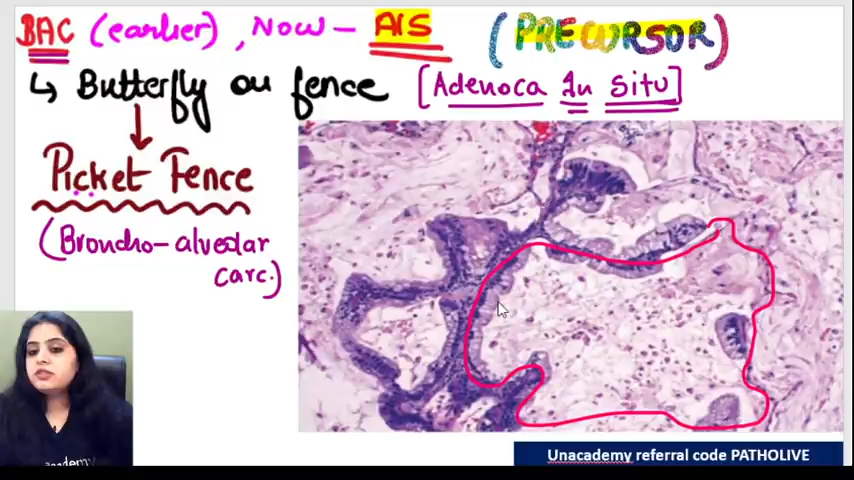 BAC (earlier), Now - AIS (PRECURSOR)
↳ Butterfly on fence [Adenoca In Situ]
Picket Fence
(Broncho-alveolar
carc.)
academy
Unacademy referral code PATHOLIVE